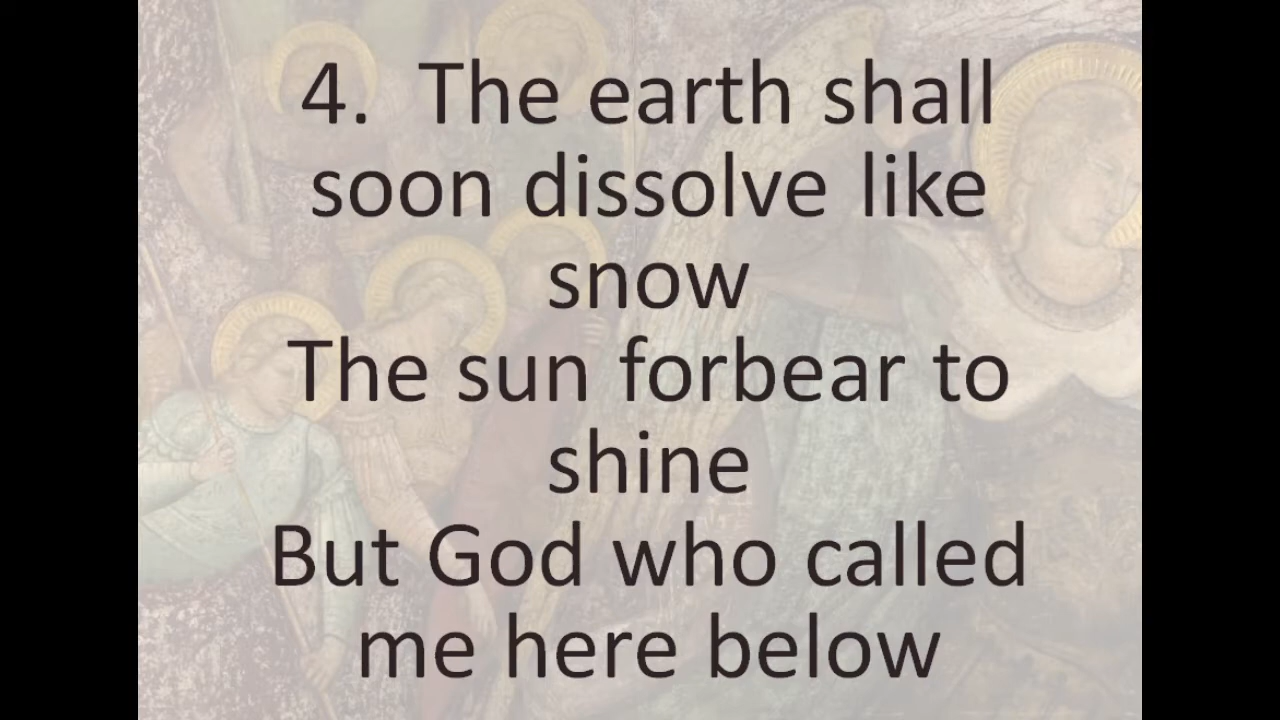 4. The earth shall
soon dissolve like
snow
The sun forbear to
shine
But God who called
me here below